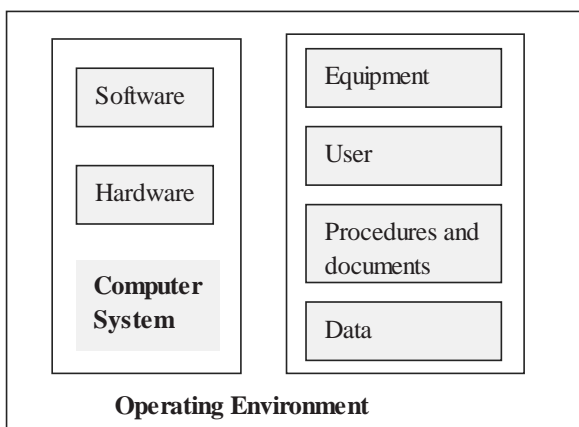 Software
Hardware
Computer
System
Equipment
User
Procedures and
documents
Data
Operating Environment